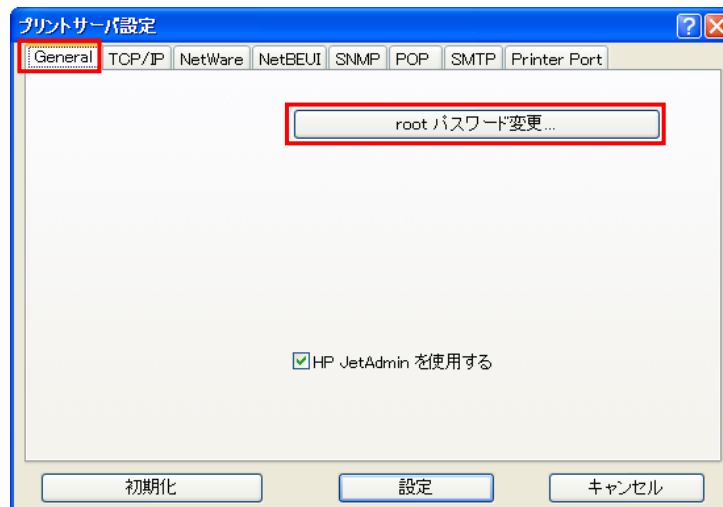 プリントサーバ設定
General TCP/IP NetWare NetBEUI SNMP POP SMTP Printer Port
root パスワード変更...
HP JetAdmin を使用する
初期化 設定 キャンセル